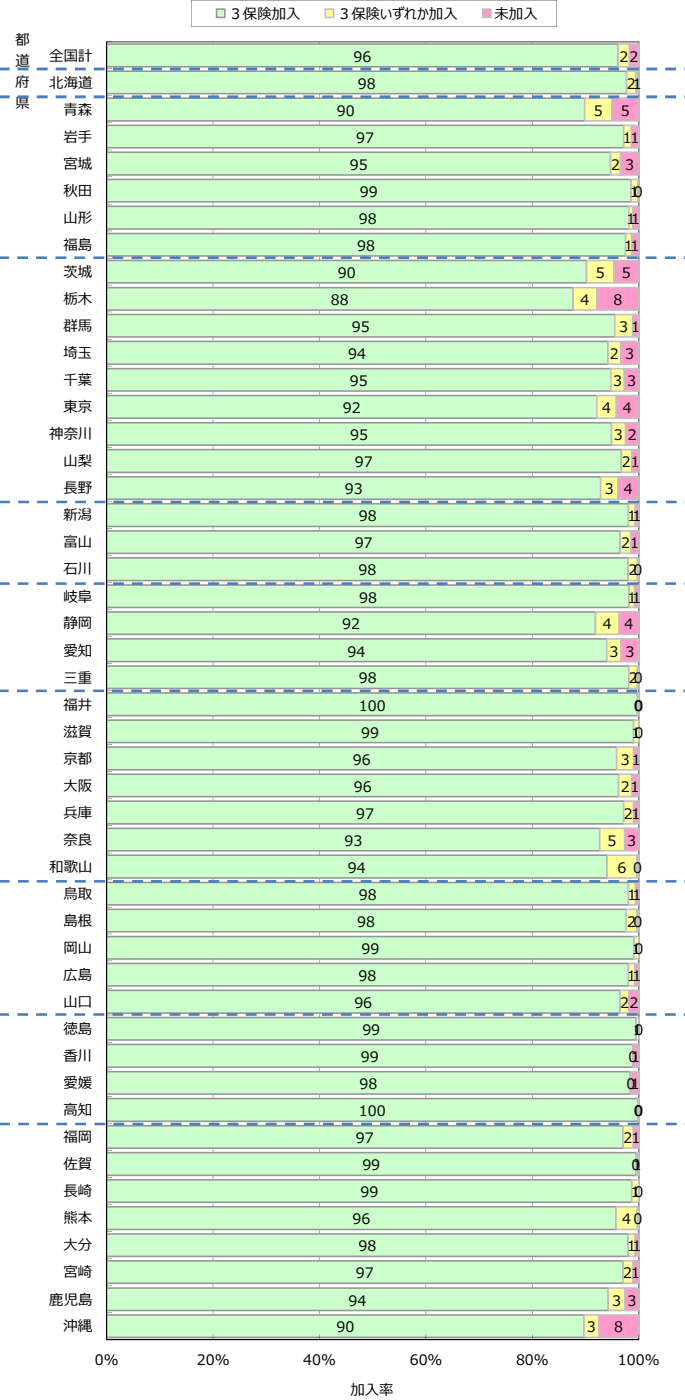 ３保険加入 ３保険いずれか加入 未加入
都道府県
全国計 96 2 2
北海道 98 2 1
青森 90 5 5
岩手 97 1 1
宮城 95 2 3
秋田 99 1 0
山形 98 1 1
福島 98 1 1
茨城 90 5 5
栃木 88 4 8
群馬 95 3 1
埼玉 94 2 3
千葉 95 3 3
東京 92 4 4
神奈川 95 3 2
山梨 97 2 1
長野 93 3 4
新潟 98 1 1
富山 97 2 1
石川 98 2 0
岐阜 98 1 1
静岡 92 4 4
愛知 94 3 3
三重 98 2 0
福井 100 0 0
滋賀 99 1 0
京都 96 3 1
大阪 96 2 1
兵庫 97 2 1
奈良 93 5 3
和歌山 94 6 0
鳥取 98 1 1
島根 98 2 0
岡山 99 1 0
広島 98 1 1
山口 96 2 2
徳島 99 1 0
香川 99 0 1
愛媛 98 0 1
高知 100 0 0
福岡 97 2 1
佐賀 99 0 1
長崎 99 1 0
熊本 96 4 0
大分 98 1 1
宮崎 97 2 1
鹿児島 94 3 3
沖縄 90 3 8
0% 20% 40% 60% 80% 100%
加入率